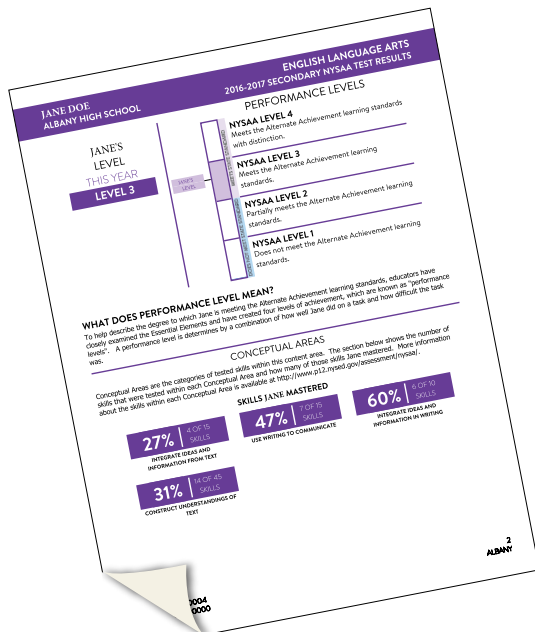 JANE DOE
ALBANY HIGH SCHOOL
ENGLISH LANGUAGE ARTS
2016-2017 SECONDARY NYSAA TEST RESULTS
PERFORMANCE LEVELS
JANE'S
LEVEL
THIS YEAR
LEVEL 3
JANE'S
LEVEL
NYSAA LEVEL 4
Meets the Alternate Achievement learning standards
with distinction.
NYSAA LEVEL 3
Meets the Alternate Achievement learning
standards.
NYSAA LEVEL 2
Partially meets the Alternate Achievement learning
standards.
NYSAA LEVEL 1
Does not meet the Alternate Achievement learning
standards.
WHAT DOES PERFORMANCE LEVEL MEAN?
To help describe the degree to which Jane is meeting the Alternate Achievement learning standards, educators have
closely examined the Essential Elements and have created four levels of achievement, which are known as "performance
levels". A performance level is determines by a combination of how well Jane did on a task and how difficult the task
was.
CONCEPTUAL AREAS
Conceptual Areas are the categories of tested skills within this content area. The section below shows the number of
skills that were tested within each Conceptual Area and how many of those skills Jane mastered. More information
about the skills within each Conceptual Area is available at http://www.p12.nysed.gov/assessment/nysaa/.
SKILLS JANE MASTERED
27% 4 OF 15
SKILLS
INTEGRATE IDEAS AND
INFORMATION FROM TEXT
47% 7 OF 15
SKILLS
USE WRITING TO COMMUNICATE
60% 6 OF 10
SKILLS
INTEGRATE IDEAS AND
INFORMATION IN WRITING
31% 14 OF 45
SKILLS
CONSTRUCT UNDERSTANDINGS OF
TEXT
2
ALBANY
0004
0000